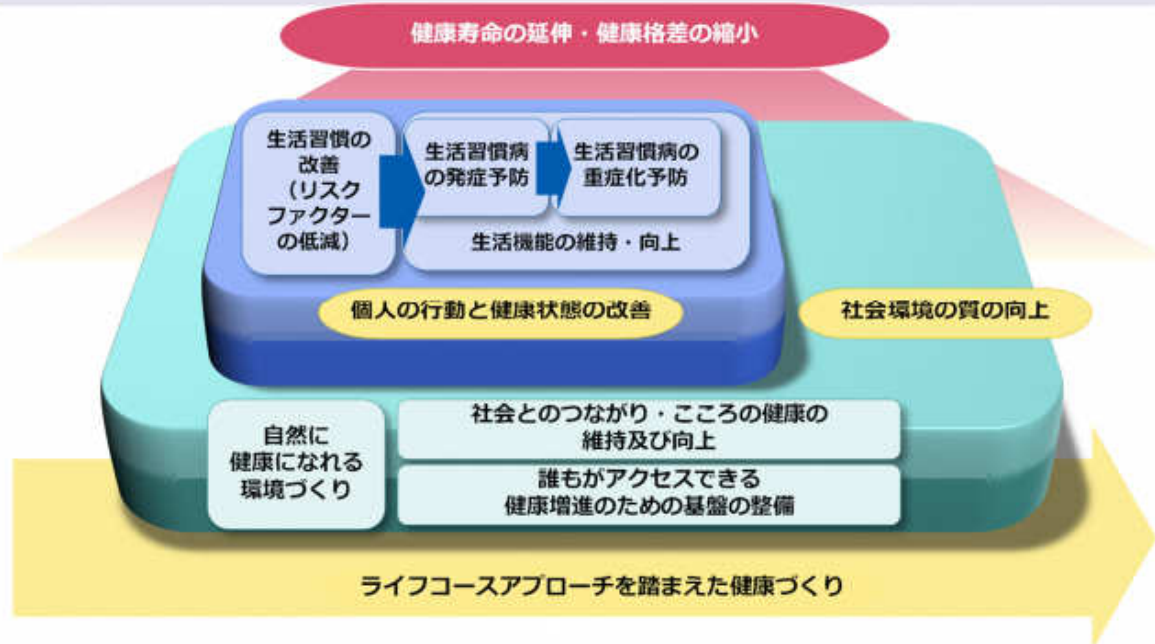 健康寿命の延伸・健康格差の縮小
生活習慣の
改善
（リスク
ファクター
の低減）
生活習慣病
の発症予防
生活習慣病の
重症化予防
生活機能の維持・向上
個人の行動と健康状態の改善
社会環境の質の向上
自然に
健康になれる
環境づくり
社会とのつながり・こころの健康の
維持及び向上
誰もがアクセスできる
健康増進のための基盤の整備
ライフコースアプローチを踏まえた健康づくり